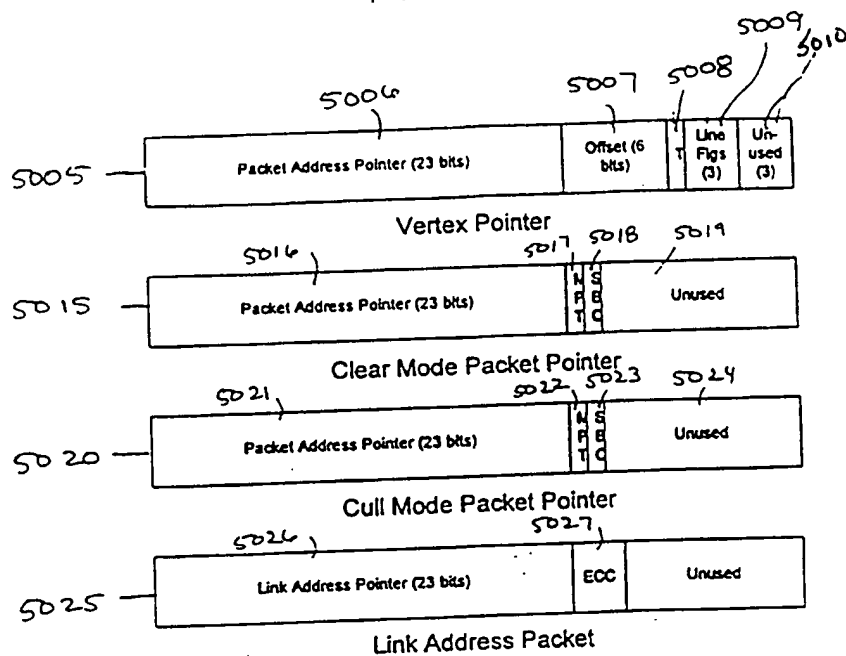 5009
5010
5008
5007
5006
Packet Address Pointer (23 bits)
Offset (6
bits)
T
Line
Flgs
(3)
Un-
used
(3)
5005
Vertex Pointer
5016
5017
5018
5019
Packet Address Pointer (23 bits)
M
P
T
S
B
C
Unused
5015
Clear Mode Packet Pointer
5021
5022
5023
5024
Packet Address Pointer (23 bits)
M
P
T
S
B
C
Unused
5020
Cull Mode Packet Pointer
5026
5027
Link Address Pointer (23 bits)
ECC
Unused
5025
Link Address Packet